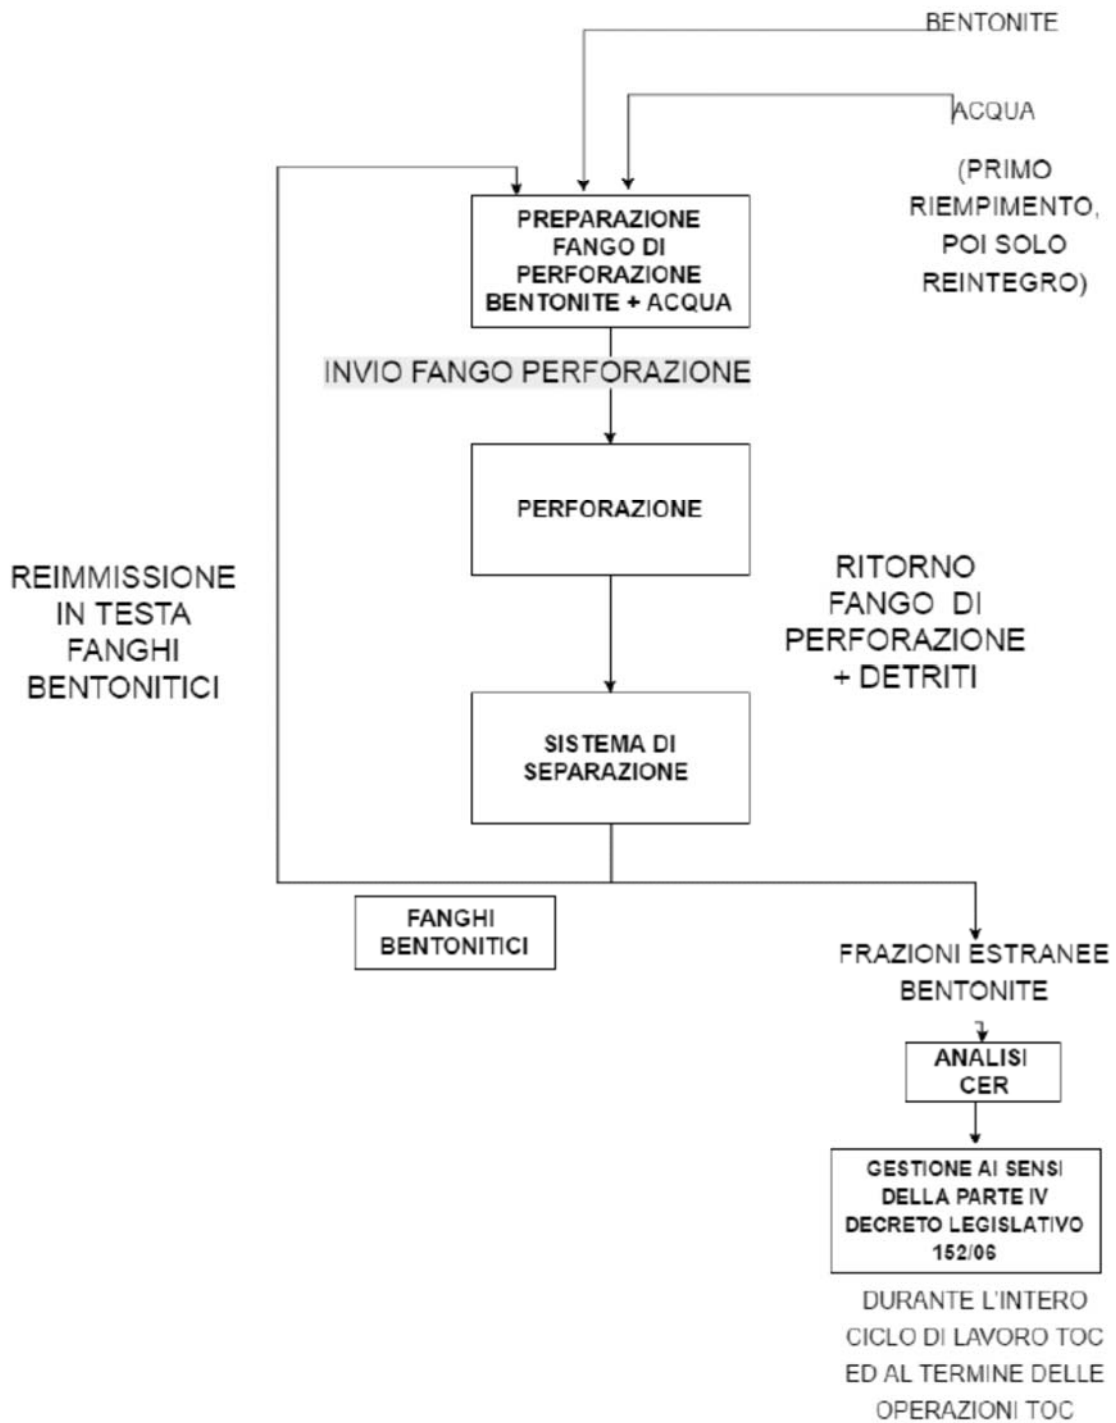 BENTONITE
ACQUA
(PRIMO
RIEMPIMENTO,
POI SOLO
REINTEGRO)
PREPARAZIONE
FANGO DI
PERFORAZIONE
BENTONITE + ACQUA
INVIO FANGO PERFORAZIONE
PERFORAZIONE
REIMMISSIONE
IN TESTA
FANGHI
BENTONITICI
RITORNO
FANGO DI
PERFORAZIONE
+ DETRITI
SISTEMA DI
SEPARAZIONE
FANGHI
BENTONITICI
FRAZIONI ESTRANEE
BENTONITE
ANALISI
CER
GESTIONE AI SENSI
DELLA PARTE IV
DECRETO LEGISLATIVO
152/06
DURANTE L'INTERO
CICLO DI LAVORO TOC
ED AL TERMINE DELLE
OPERAZIONI TOC